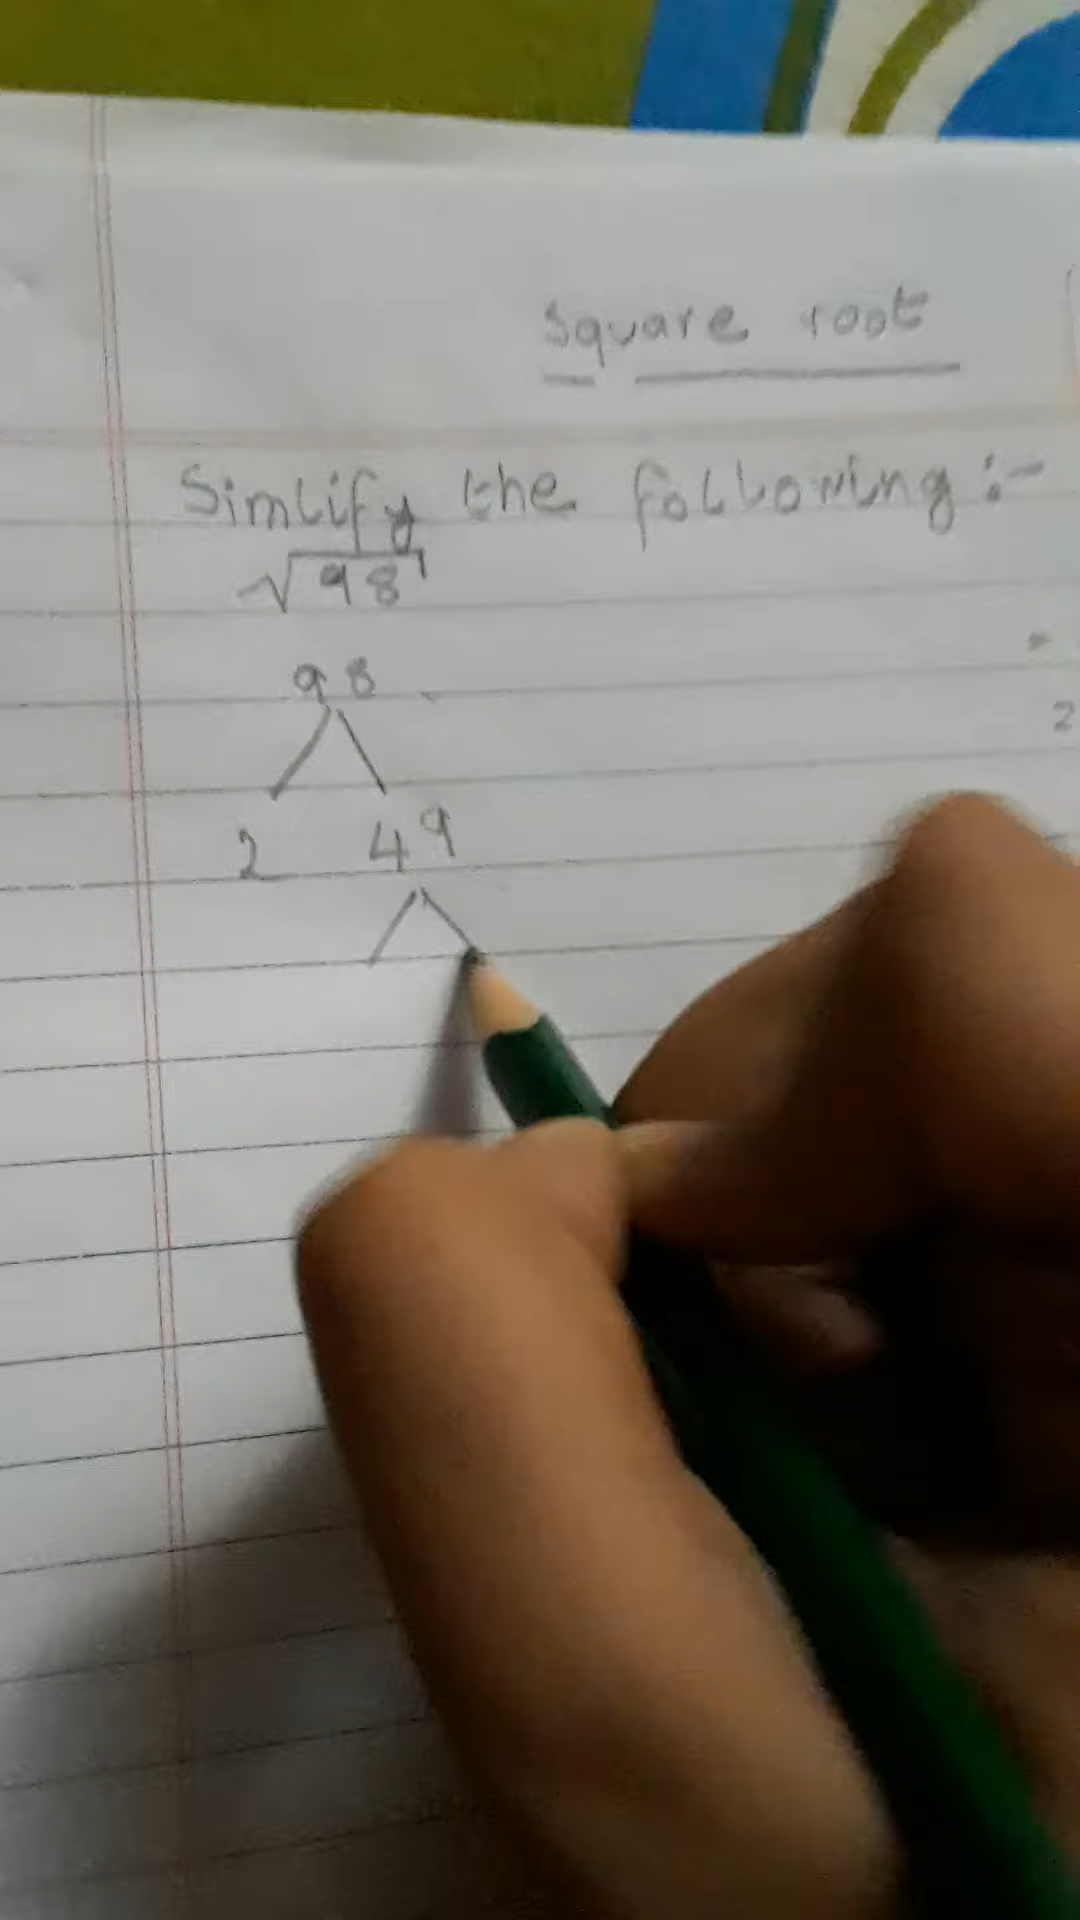 Square root
Simlify the following :-
√98
98
2 49
2